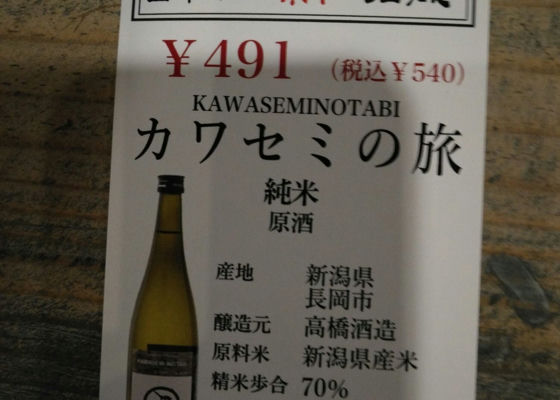 ￥491 (税込￥540)
KAWASEMINOTABI
カワセミの旅
純米
原酒
産地 新潟県
長岡市
醸造元 高橋酒造
原料米 新潟県産米
精米歩合 70%